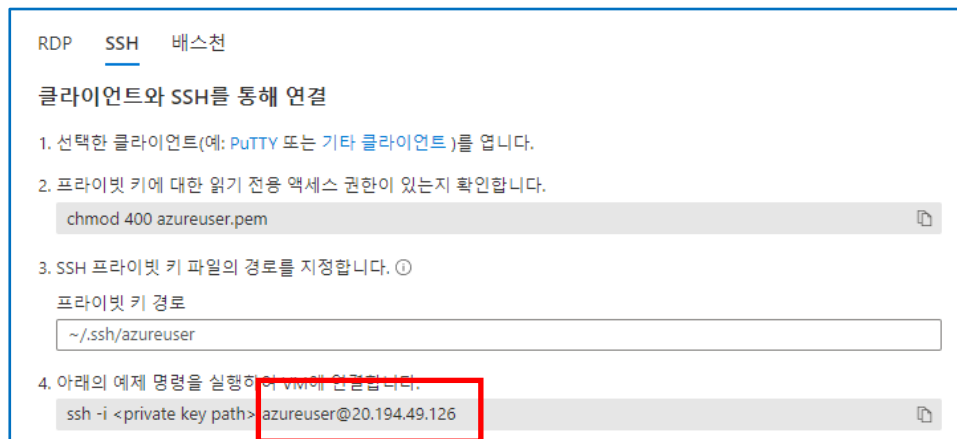 RDP SSH 배스천
클라이언트와 SSH를 통해 연결
1. 선택한 클라이언트(예: PuTTY 또는 기타 클라이언트 )를 엽니다.
2. 프라이빗 키에 대한 읽기 전용 액세스 권한이 있는지 확인합니다.
chmod 400 azureuser.pem
3. SSH 프라이빗 키 파일의 경로를 지정합니다.
프라이빗 키 경로
~/.ssh/azureuser
4. 아래의 예제 명령을 실행하여 VM에 연결합니다.
ssh -i <private key path> azureuser@20.194.49.126